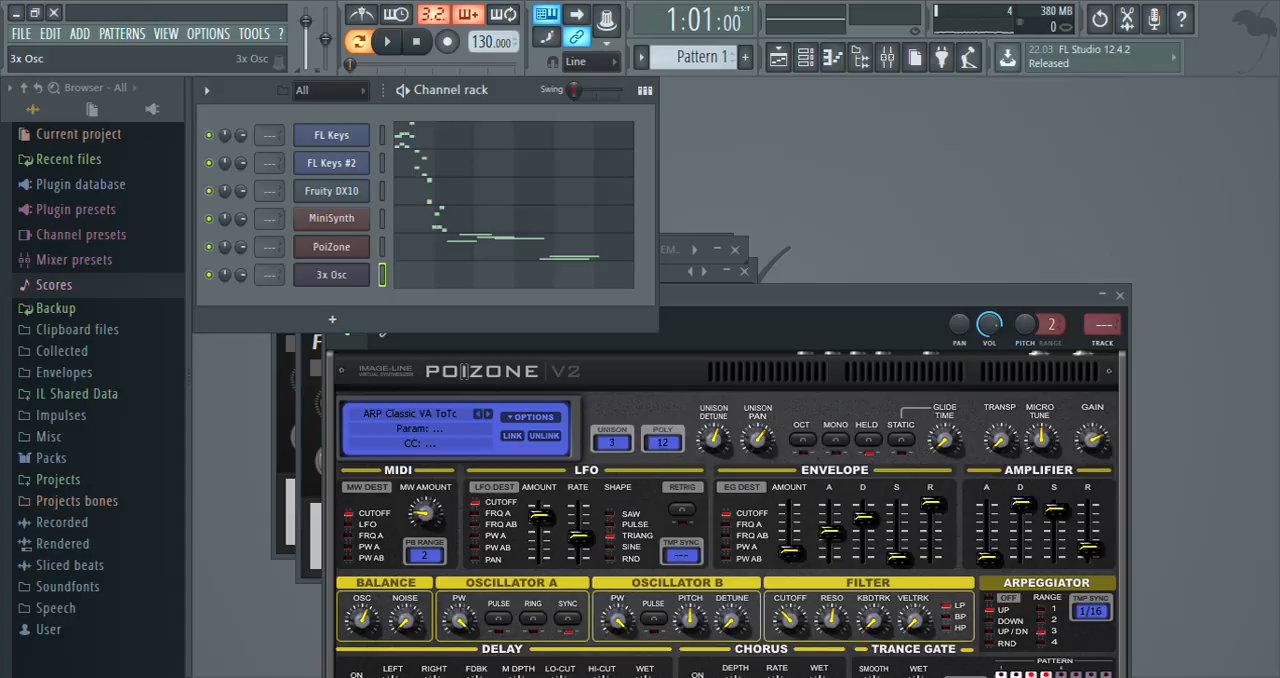 FILE EDIT ADD PATTERNS VIEW OPTIONS TOOLS ?
3x Osc 3x Osc
3.2.
130.000
Line
1:01:00
B:S:T
Pattern 1
4 380 MB
0
22.03 FL Studio 12.4.2
Released
Browser - All
Current project
Recent files
Plugin database
Plugin presets
Channel presets
Mixer presets
Scores
Backup
Clipboard files
Collected
Envelopes
IL Shared Data
Impulses
Misc
Packs
Projects
Projects bones
Recorded
Rendered
Sliced beats
Soundfonts
Speech
User
All Channel rack Swing
--- FL Keys
--- FL Keys #2
--- Fruity DX10
--- MiniSynth
--- PoiZone
--- 3x Osc
+
PAN VOL PITCH RANGE 2 --- TRACK
IMAGE-LINE
VIRTUAL SYNTHESIZER
POIZONE V2
ARP Classic VA ToTc
Param: ...
CC: ...
OPTIONS
LINK UNLINK
UNISON
3
POLY
12
UNISON DETUNE
UNISON PAN
OCT MONO HELD STATIC
GLIDE TIME
TRANSP
MICRO TUNE
GAIN
MIDI LFO ENVELOPE AMPLIFIER
MW DEST MW AMOUNT
CUTOFF
LFO
FRQ A
PW A
PW AB
PB RANGE
2
LFO DEST AMOUNT RATE SHAPE RETRIG
CUTOFF
FRQ A
FRQ AB
PW A
PW AB
PAN
SAW
PULSE
TRIANG
SINE
RND
TMP SYNC
---
EG DEST AMOUNT A D S R
CUTOFF
FRQ A
FRQ AB
PW A
PW AB
A D S R
BALANCE OSCILLATOR A OSCILLATOR B FILTER ARPEGGIATOR
OSC NOISE
PW PULSE RING SYNC
PW PULSE PITCH DETUNE
CUTOFF RESO KBDTRK VELTRK
LP
BP
HP
OFF
UP
DOWN
UP / DN
RND
RANGE
1
2
3
4
TMP SYNC
1/16
DELAY CHORUS TRANCE GATE
ON LEFT RIGHT FDBK M DPTH LO-CUT HI-CUT WET
ON DEPTH RATE WET
SMOOTH WET
PATTERN